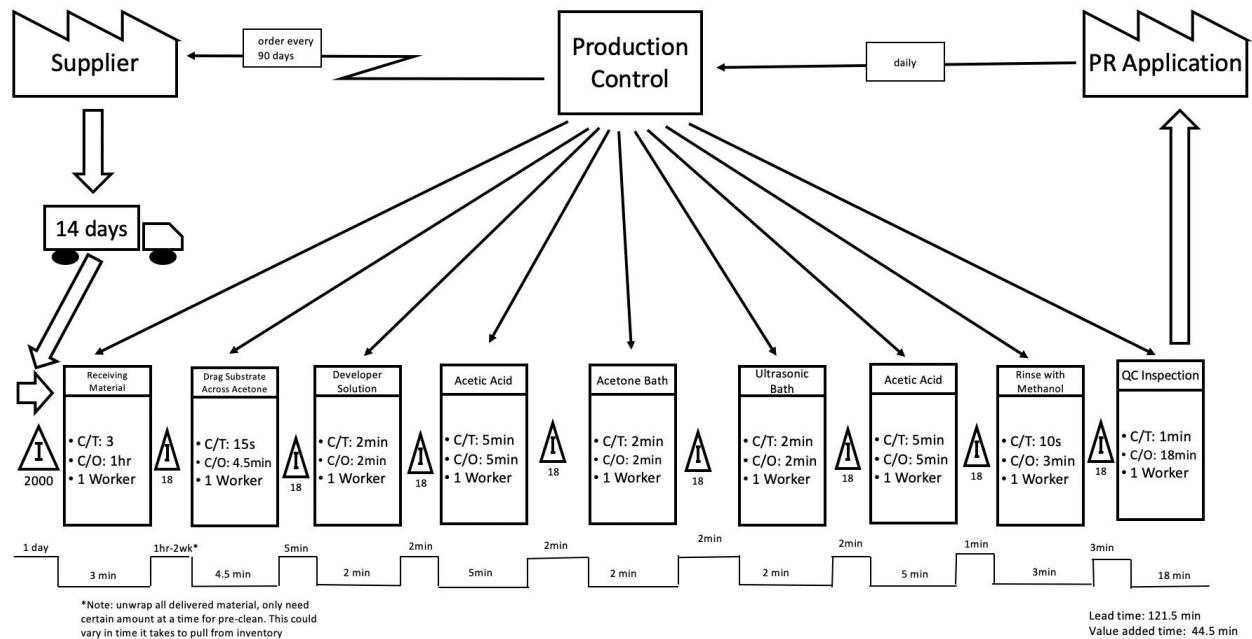 Supplier
order every
90 days
Production
Control
daily
PR Application
14 days
Receiving
Material
• C/T: 3
• C/O: 1hr
• 1 Worker
Drag Substrate
Across Acetone
• C/T: 15s
• C/O: 4.5min
• 1 Worker
Developer
Solution
• C/T: 2min
• C/O: 2min
• 1 Worker
Acetic Acid
• C/T: 5min
• C/O: 5min
• 1 Worker
Acetone Bath
• C/T: 2min
• C/O: 2min
• 1 Worker
Ultrasonic
Bath
• C/T: 2min
• C/O: 2min
• 1 Worker
Acetic Acid
• C/T: 5min
• C/O: 5min
• 1 Worker
Rinse with
Methanol
• C/T: 10s
• C/O: 3min
• 1 Worker
QC Inspection
• C/T: 1min
• C/O: 18min
• 1 Worker
I
2000
I
18
I
18
I
18
I
18
I
18
I
18
I
18
I
18
1 day
3 min
1hr-2wk*
4.5 min
5min
2 min
2min
5min
2min
2 min
2min
2 min
2min
5 min
1min
3min
3min
18 min
*Note: unwrap all delivered material, only need
certain amount at a time for pre-clean. This could
vary in time it takes to pull from inventory
Lead time: 121.5 min
Value added time: 44.5 min